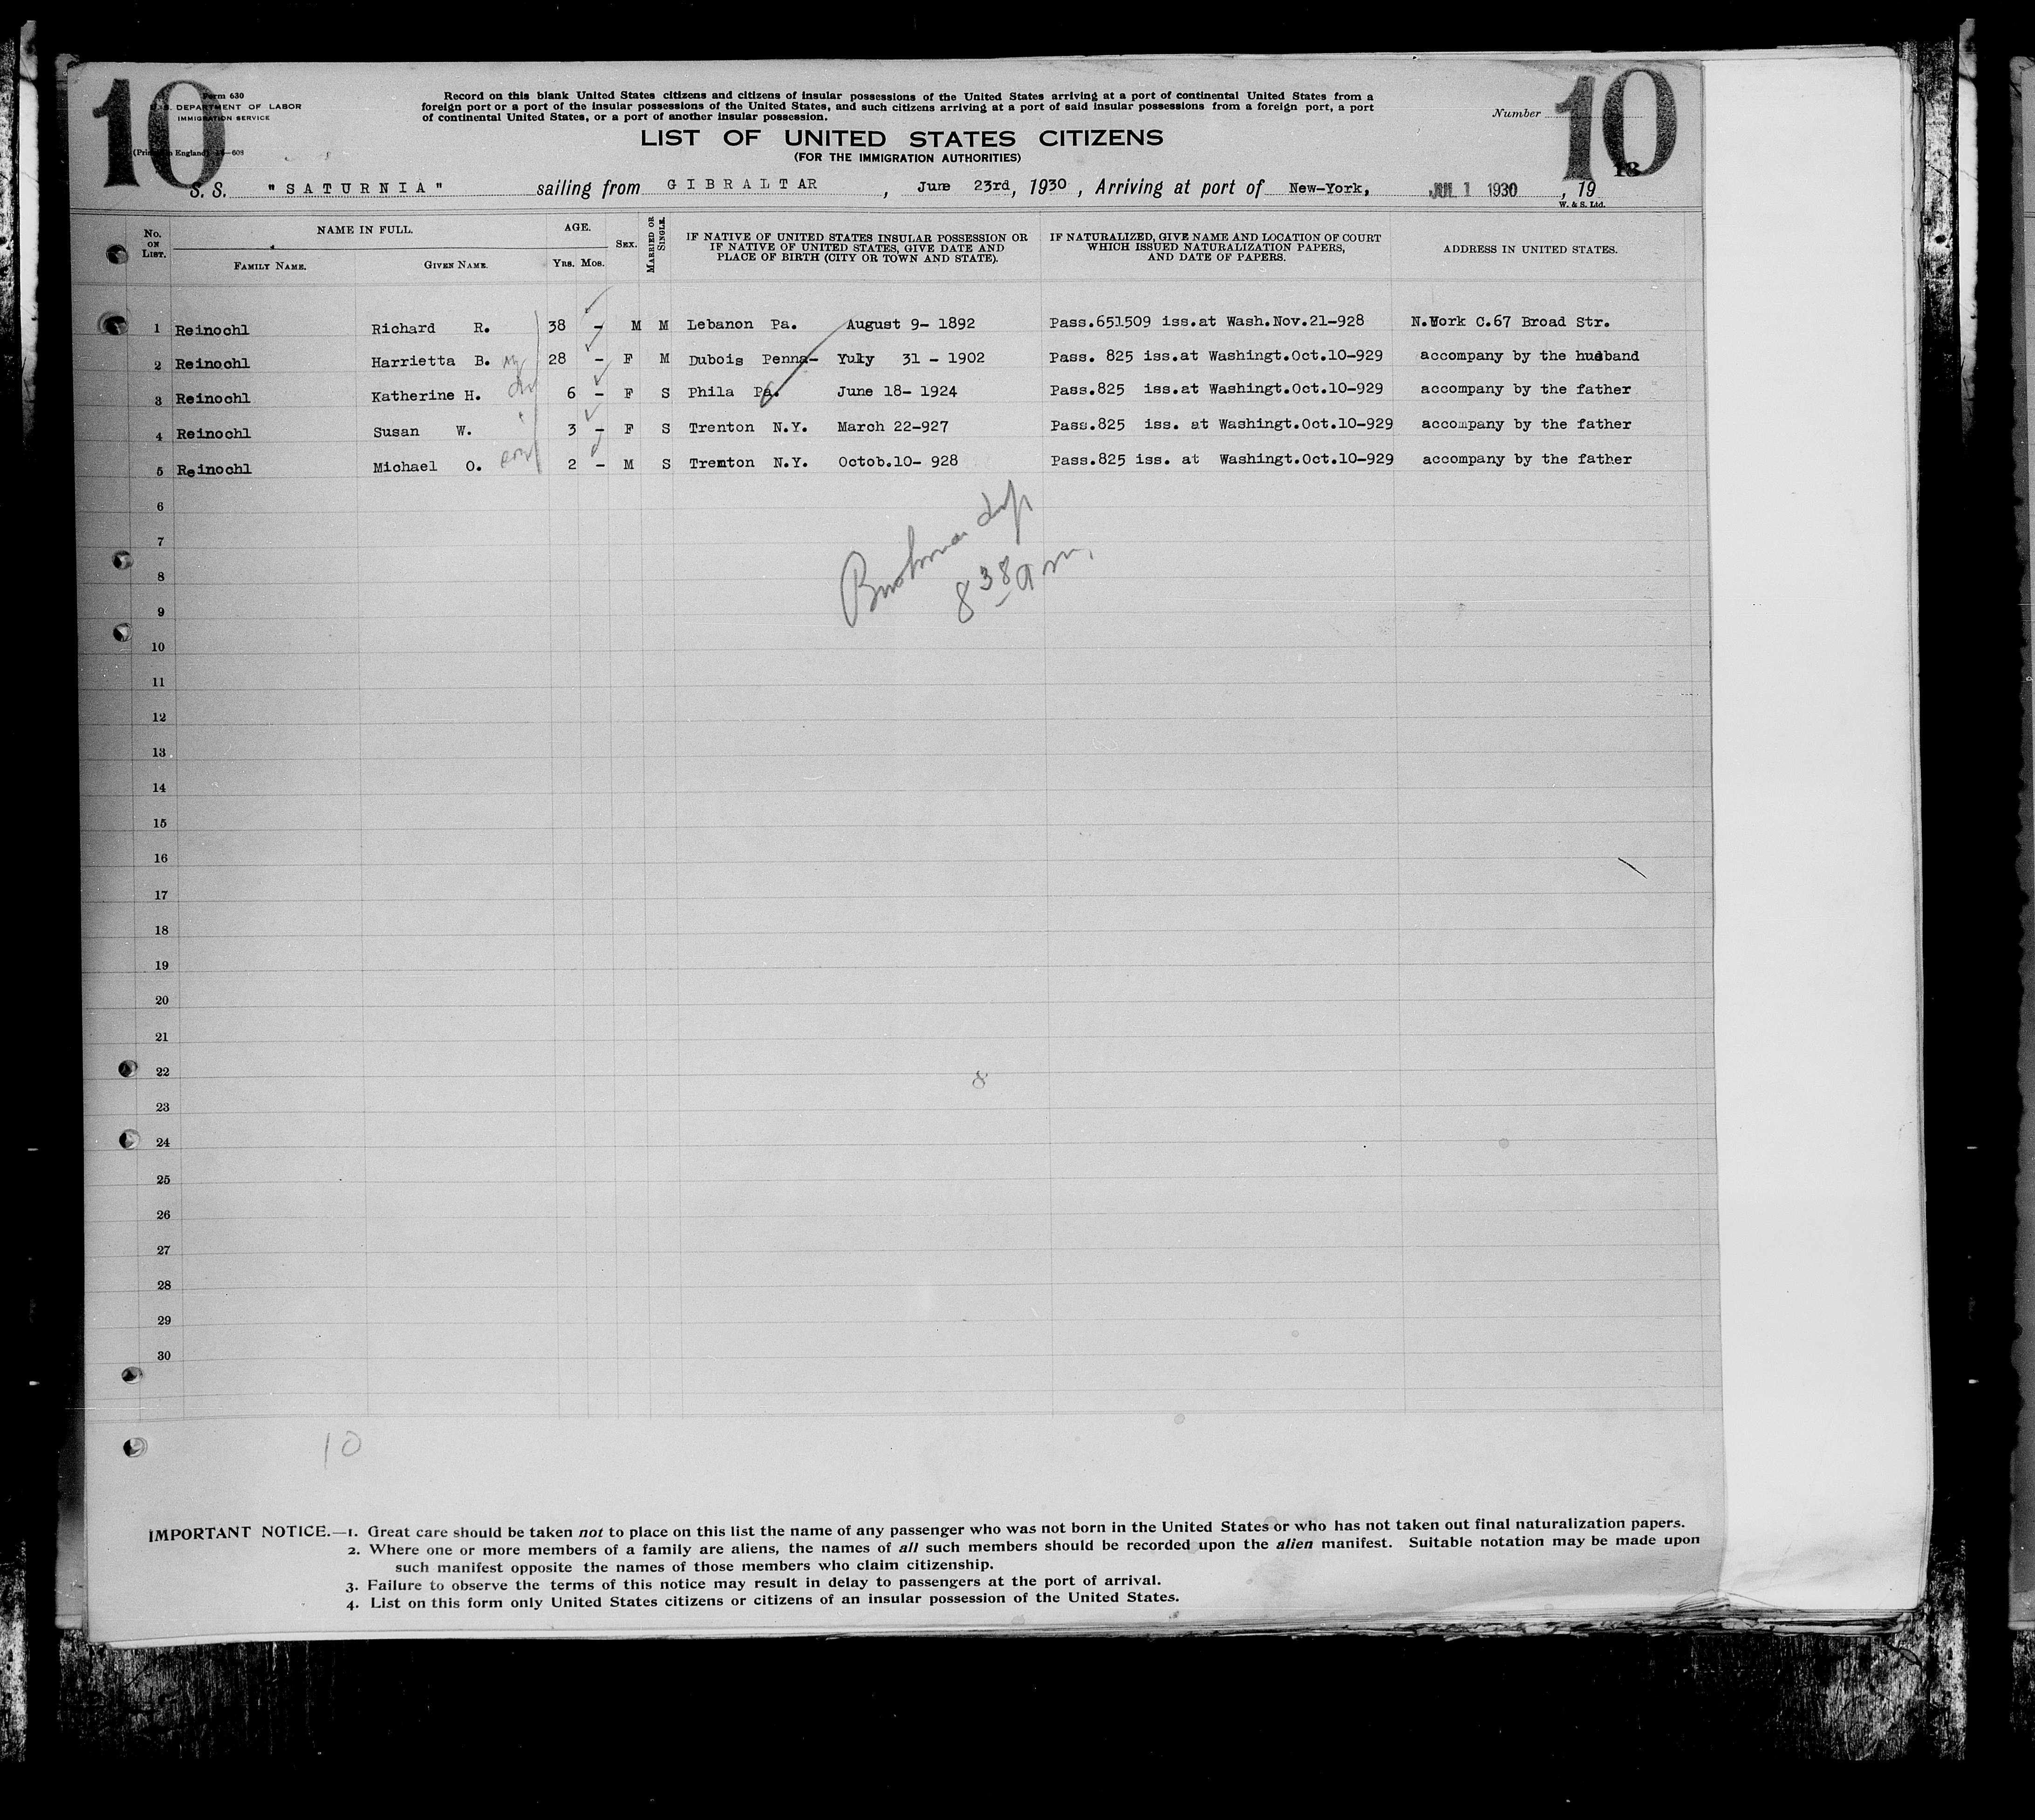 10
10
Form 630
U.S. DEPARTMENT OF LABOR
IMMIGRATION SERVICE
(Printed in England) 14—608
Record on this blank United States citizens and citizens of insular possessions of the United States arriving at a port of continental United States from a
foreign port or a port of the insular possessions of the United States, and such citizens arriving at a port of said insular possessions from a foreign port, a port
of continental United States, or a port of another insular possession.
Number
LIST OF UNITED STATES CITIZENS
(FOR THE IMMIGRATION AUTHORITIES)
13
S. S. "SATURNIA" sailing from GIBRALTAR, June 23rd, 1930, Arriving at port of New-York, JUL 1 1930, 19
W. & S. Ltd.
No. ON LIST. NAME IN FULL. AGE. SEX. MARRIED OR SINGLE. IF NATIVE OF UNITED STATES INSULAR POSSESSION OR IF NATIVE OF UNITED STATES, GIVE DATE AND PLACE OF BIRTH (CITY OR TOWN AND STATE). IF NATURALIZED, GIVE NAME AND LOCATION OF COURT WHICH ISSUED NATURALIZATION PAPERS, AND DATE OF PAPERS. ADDRESS IN UNITED STATES.
FAMILY NAME. GIVEN NAME. YRS. MOS.
1 Reinochl Richard R. 38 - M M Lebanon Pa. August 9- 1892 Pass.651509 iss.at Wash.Nov.21-928 N.York C.67 Broad Str.
2 Reinochl Harrietta B. 28 - F M Dubois Penna- Yuly 31 - 1902 Pass. 825 iss.at Washingt.Oct.10-929 accompany by the husband
3 Reinochl Katherine H. 6 - F S Phila Pa. June 18- 1924 Pass.825 iss.at Washingt.Oct.10-929 accompany by the father
4 Reinochl Susan W. 3 - F S Trenton N.Y. March 22-927 Pass.825 iss. at Washingt.Oct.10-929 accompany by the father
5 Reinochl Michael O. 2 - M S Tremton N.Y. Octob.10- 928 Pass.825 iss. at Washingt.Oct.10-929 accompany by the father
6
7
8
8 38 am
9
10
11
12
13
14
15
16
17
18
19
20
21
22
8
23
24
25
26
27
28
29
30
10
IMPORTANT NOTICE.—1. Great care should be taken not to place on this list the name of any passenger who was not born in the United States or who has not taken out final naturalization papers.
2. Where one or more members of a family are aliens, the names of all such members should be recorded upon the alien manifest. Suitable notation may be made upon
such manifest opposite the names of those members who claim citizenship.
3. Failure to observe the terms of this notice may result in delay to passengers at the port of arrival.
4. List on this form only United States citizens or citizens of an insular possession of the United States.